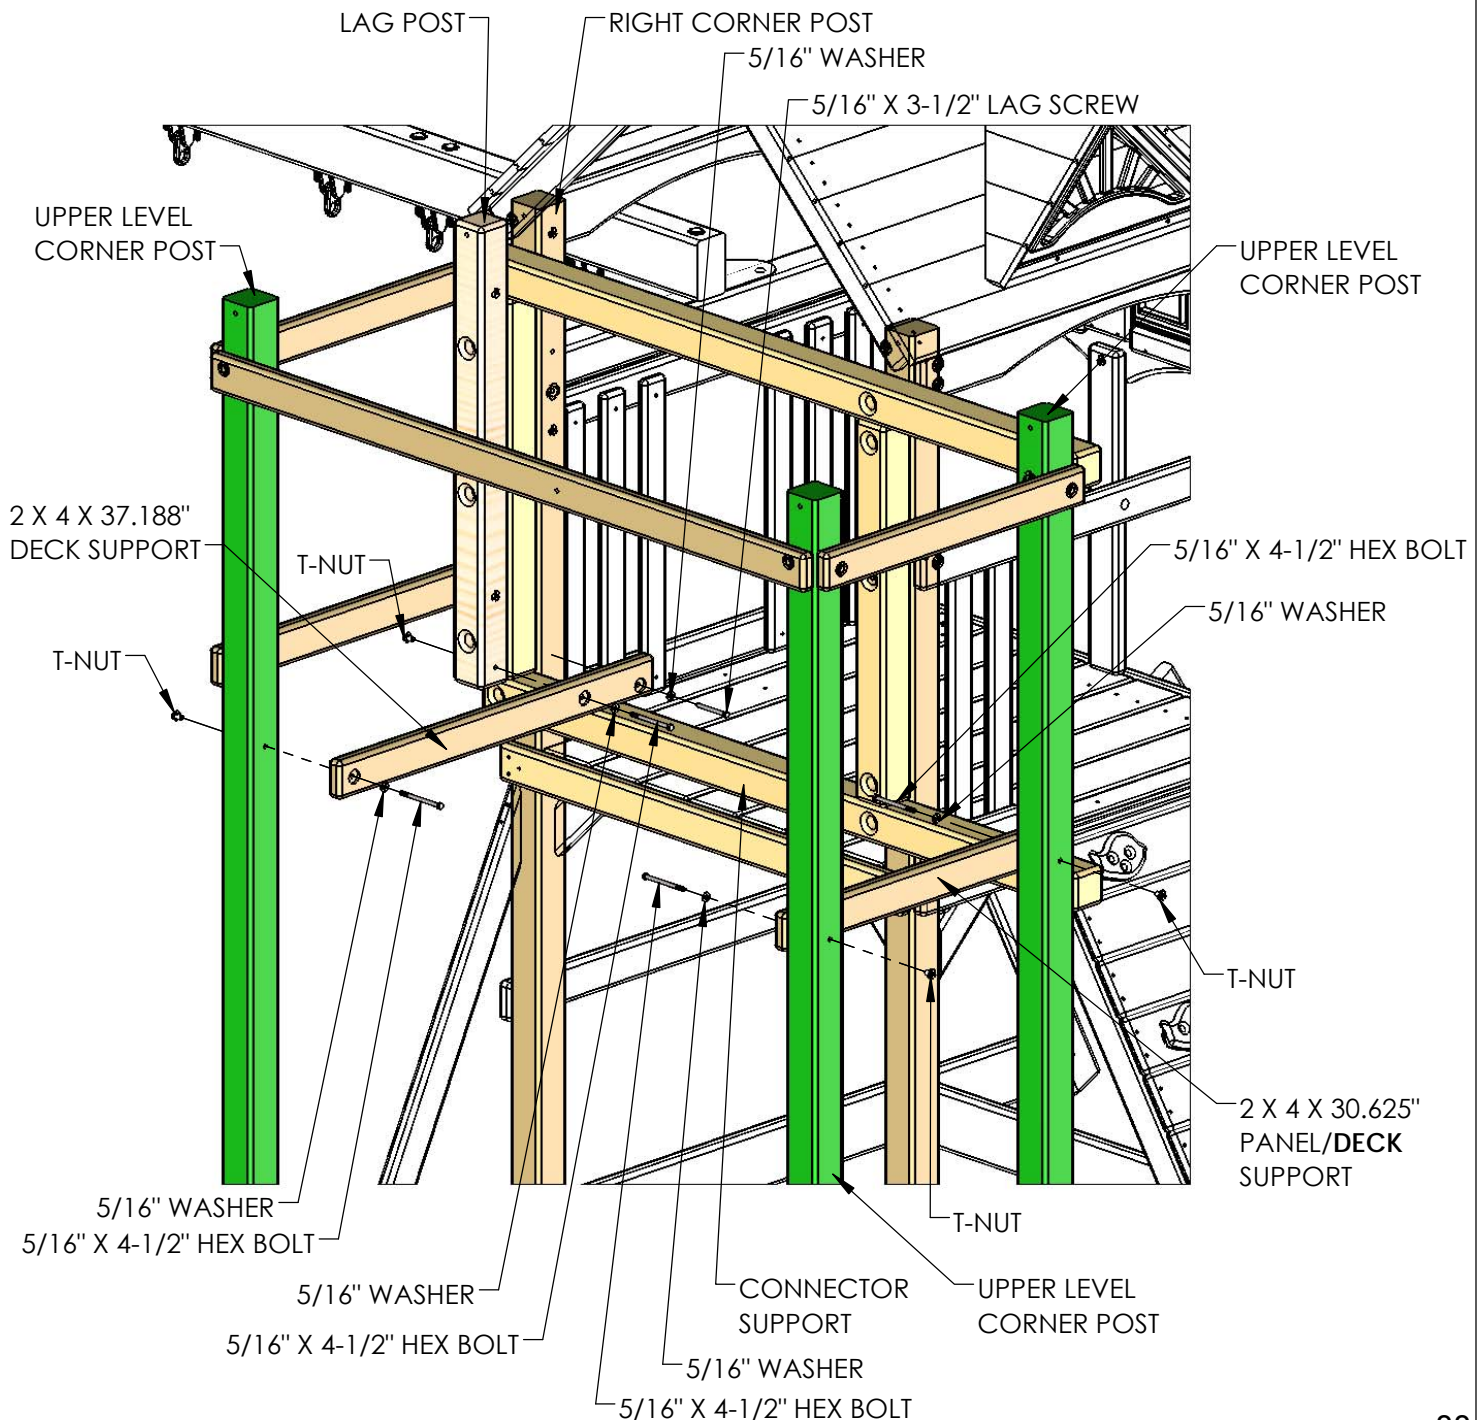 LAG POST
RIGHT CORNER POST
5/16" WASHER
5/16" X 3-1/2" LAG SCREW
UPPER LEVEL
CORNER POST
UPPER LEVEL
CORNER POST
2 X 4 X 37.188"
DECK SUPPORT
T-NUT
5/16" X 4-1/2" HEX BOLT
5/16" WASHER
T-NUT
T-NUT
2 X 4 X 30.625"
PANEL/DECK
SUPPORT
5/16" WASHER
5/16" X 4-1/2" HEX BOLT
T-NUT
5/16" WASHER
5/16" X 4-1/2" HEX BOLT
CONNECTOR
SUPPORT
UPPER LEVEL
CORNER POST
5/16" WASHER
5/16" X 4-1/2" HEX BOLT